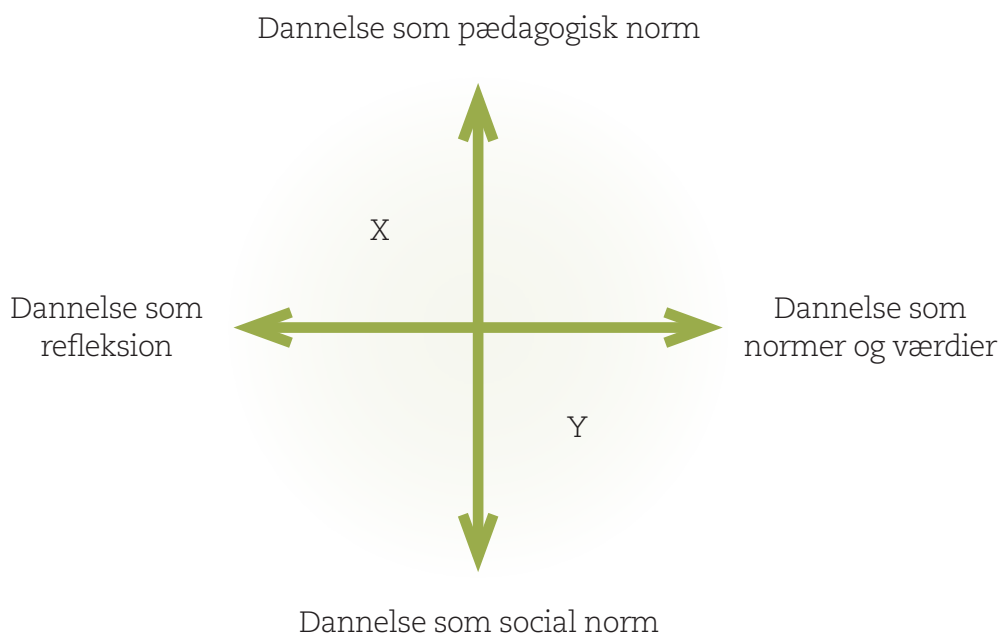 Dannelse som pædagogisk norm
X
Dannelse som
refleksion
Dannelse som
normer og værdier
Y
Dannelse som social norm